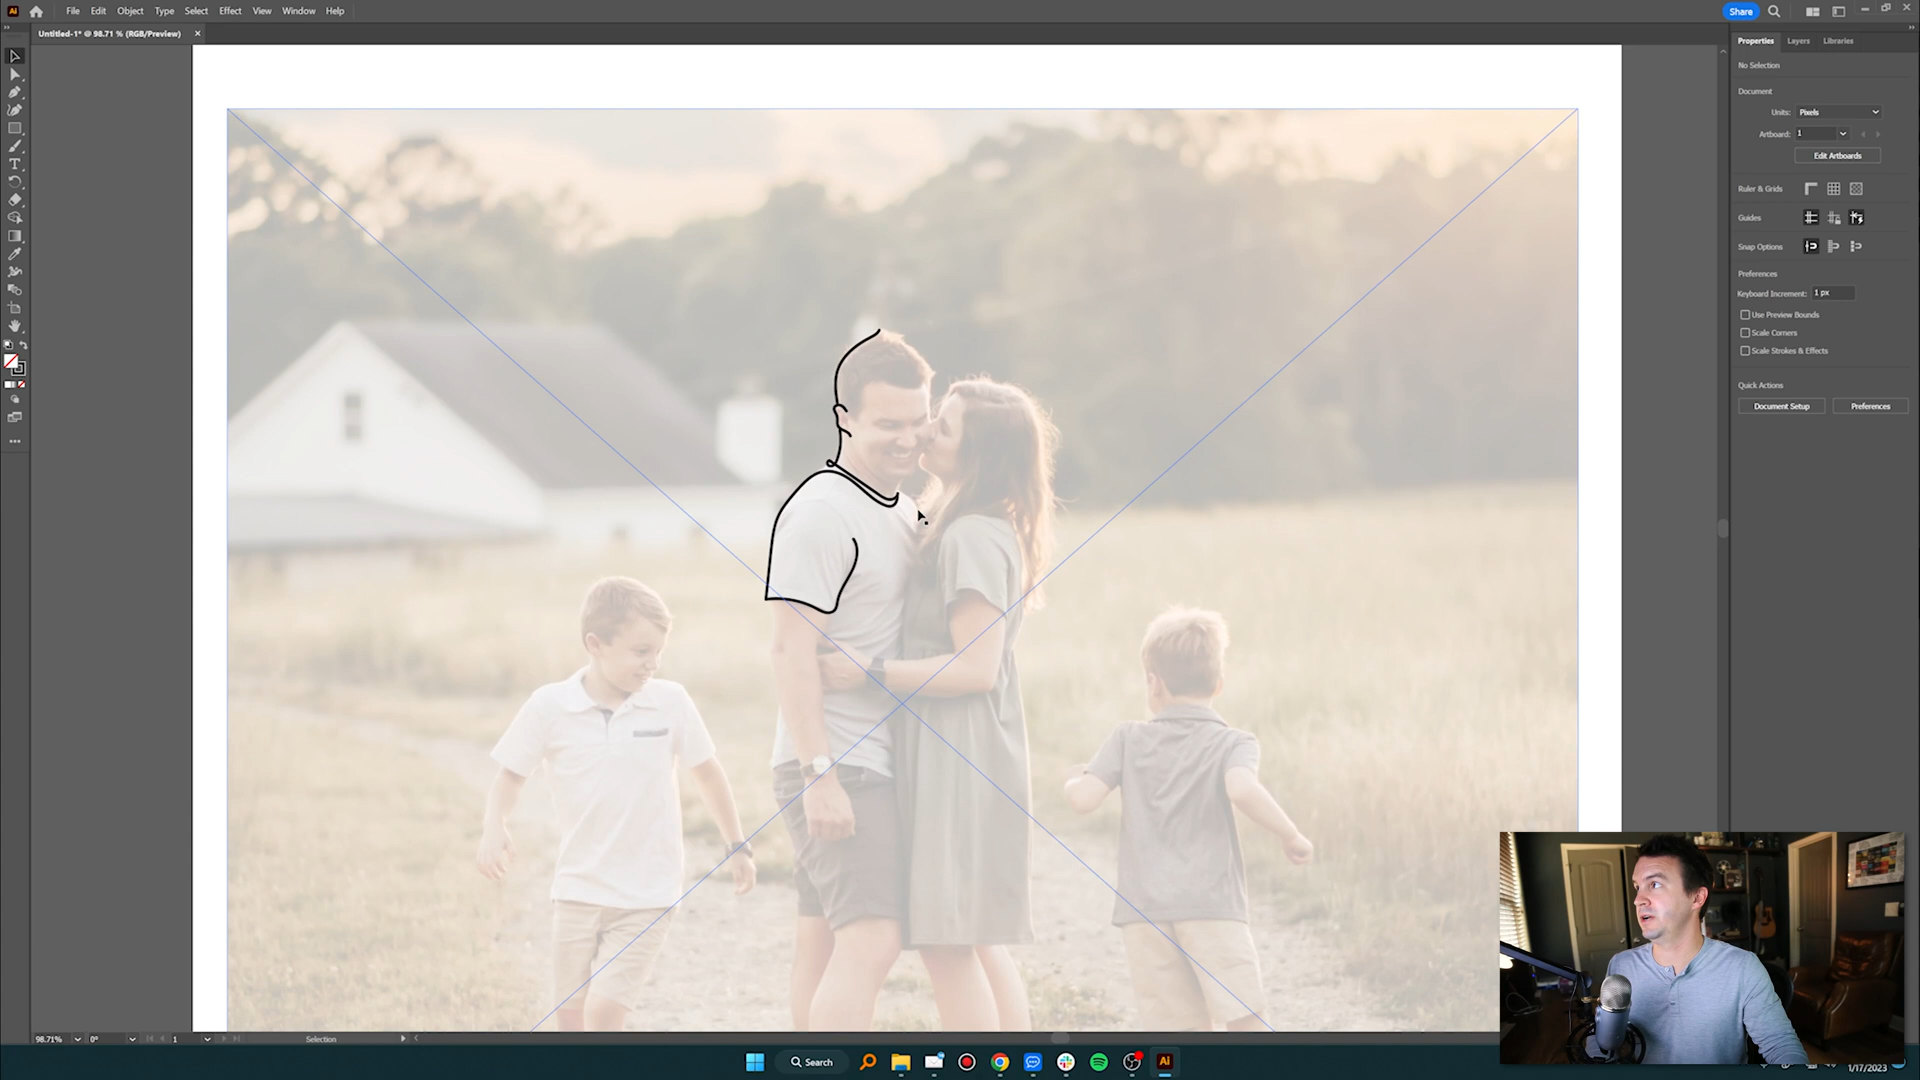 Ai File Edit Object Type Select Effect View Window Help Share
Untitled-1* @ 98.71 % (RGB/Preview) ×
Properties Layers Libraries
No Selection
Document
Units: Pixels
Artboard: 1
Edit Artboards
Ruler & Grids
Guides
Snap Options
Preferences
Keyboard Increment: 1 px
Use Preview Bounds
Scale Corners
Scale Strokes & Effects
Quick Actions
Document Setup Preferences
98.71% 0° 1 Selection
Search Ai
1/17/2023